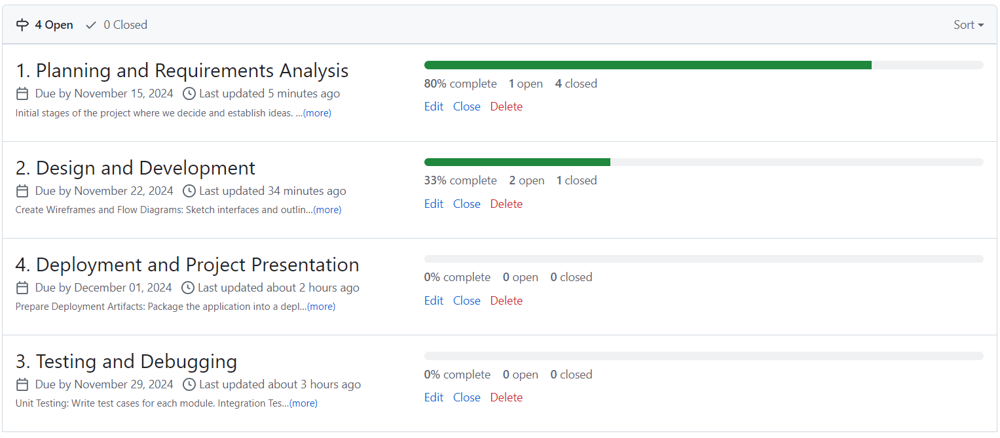 4 Open 0 Closed Sort
1. Planning and Requirements Analysis
Due by November 15, 2024 Last updated 5 minutes ago
Initial stages of the project where we decide and establish ideas. ...(more)
80% complete 1 open 4 closed
Edit Close Delete
2. Design and Development
Due by November 22, 2024 Last updated 34 minutes ago
Create Wireframes and Flow Diagrams: Sketch interfaces and outlin...(more)
33% complete 2 open 1 closed
Edit Close Delete
4. Deployment and Project Presentation
Due by December 01, 2024 Last updated about 2 hours ago
Prepare Deployment Artifacts: Package the application into a depl...(more)
0% complete 0 open 0 closed
Edit Close Delete
3. Testing and Debugging
Due by November 29, 2024 Last updated about 3 hours ago
Unit Testing: Write test cases for each module. Integration Tes...(more)
0% complete 0 open 0 closed
Edit Close Delete